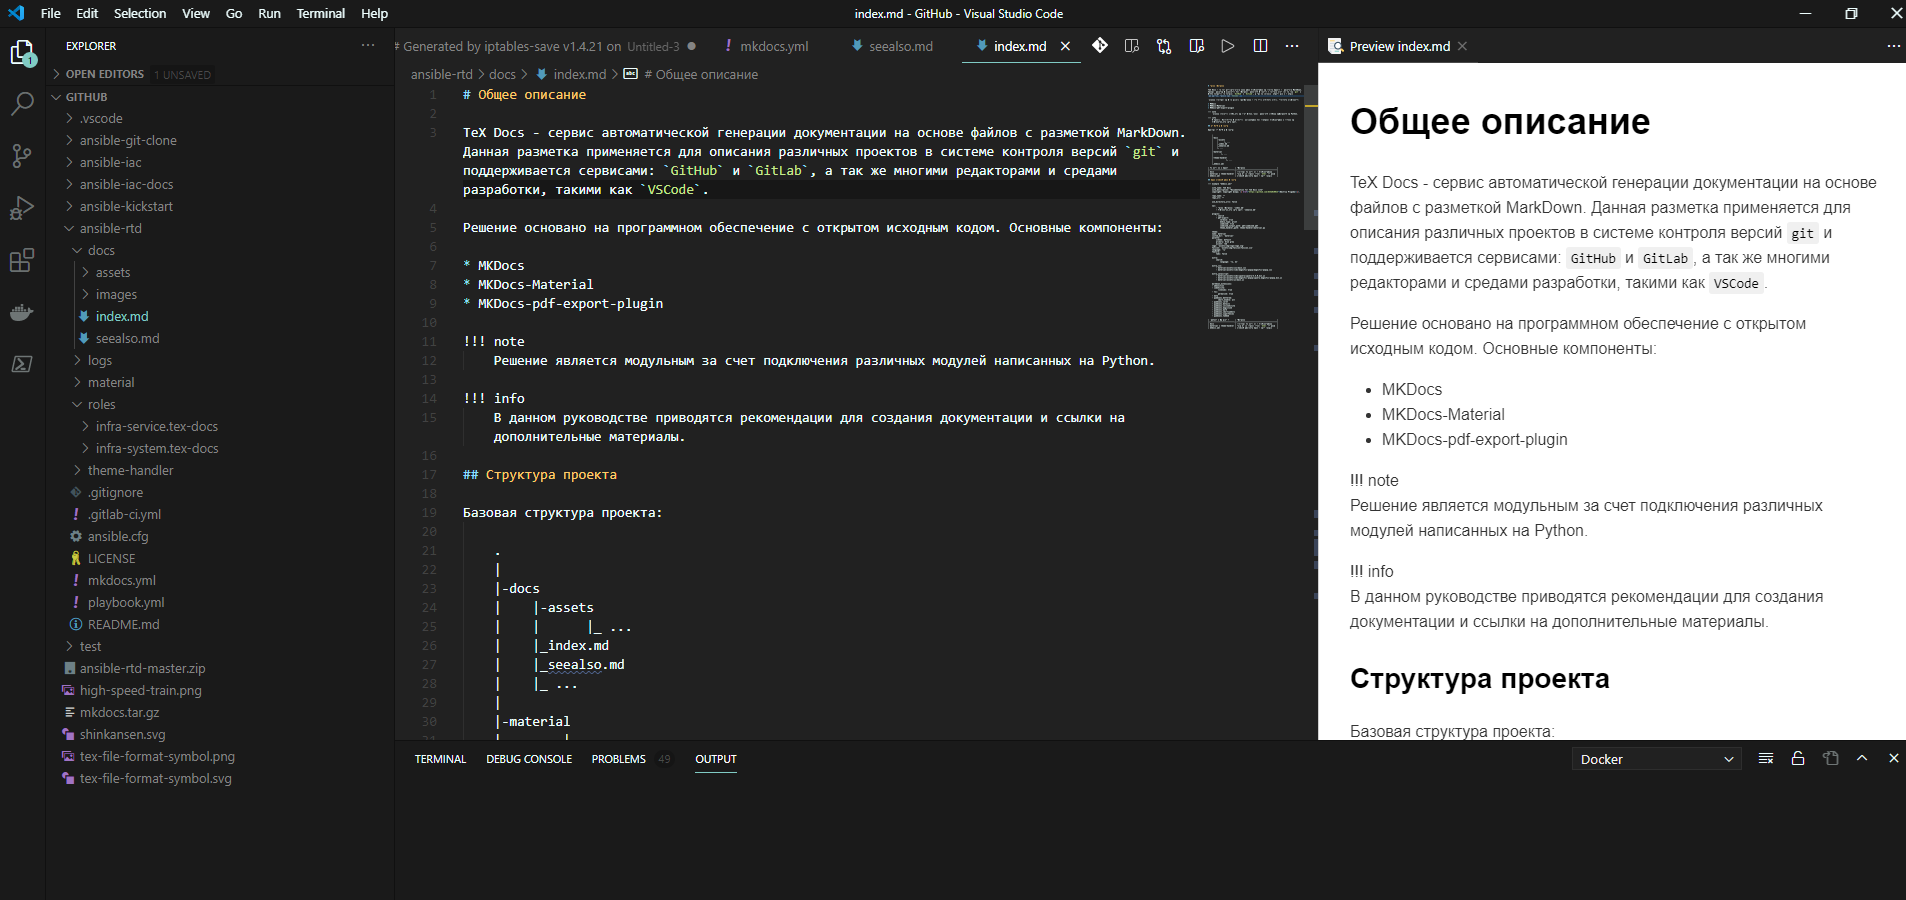 File Edit Selection View Go Run Terminal Help
index.md - GitHub - Visual Studio Code
EXPLORER
OPEN EDITORS 1 UNSAVED
GITHUB
.vscode
ansible-git-clone
ansible-iac
ansible-iac-docs
ansible-kickstart
ansible-rtd
docs
assets
images
index.md
seealso.md
logs
material
roles
infra-service.tex-docs
infra-system.tex-docs
theme-handler
.gitignore
! .gitlab-ci.yml
ansible.cfg
LICENSE
! mkdocs.yml
! playbook.yml
README.md
test
ansible-rtd-master.zip
high-speed-train.png
mkdocs.tar.gz
shinkansen.svg
tex-file-format-symbol.png
tex-file-format-symbol.svg
1
# Generated by iptables-save v1.4.21 on Untitled-3 ! mkdocs.yml seealso.md index.md
ansible-rtd > docs > index.md > # Общее описание
1 # Общее описание
2
3 TeX Docs - сервис автоматической генерации документации на основе файлов с разметкой MarkDown.
Данная разметка применяется для описания различных проектов в системе контроля версий `git` и
поддерживается сервисами: `GitHub` и `GitLab`, а так же многими редакторами и средами
разработки, такими как `VSCode`.
4
5 Решение основано на программном обеспечение с открытом исходным кодом. Основные компоненты:
6
7 * MKDocs
8 * MKDocs-Material
9 * MKDocs-pdf-export-plugin
10
11 !!! note
12 Решение является модульным за счет подключения различных модулей написанных на Python.
13
14 !!! info
15 В данном руководстве приводятся рекомендации для создания документации и ссылки на
дополнительные материалы.
16
17 ## Структура проекта
18
19 Базовая структура проекта:
20
21 .
22 |
23 |-docs
24 | |-assets
25 | | |_ ...
26 | |_index.md
27 | |_seealso.md
28 | |_ ...
29 |
30 |-material
31 | |
Preview index.md
Общее описание
TeX Docs - сервис автоматической генерации документации на основе
файлов с разметкой MarkDown. Данная разметка применяется для
описания различных проектов в системе контроля версий git и
поддерживается сервисами: GitHub и GitLab, а так же многими
редакторами и средами разработки, такими как VSCode.
Решение основано на программном обеспечение с открытом
исходным кодом. Основные компоненты:
• MKDocs
• MKDocs-Material
• MKDocs-pdf-export-plugin
!!! note
Решение является модульным за счет подключения различных
модулей написанных на Python.
!!! info
В данном руководстве приводятся рекомендации для создания
документации и ссылки на дополнительные материалы.
Структура проекта
Базовая структура проекта:
TERMINAL DEBUG CONSOLE PROBLEMS 49 OUTPUT
Docker